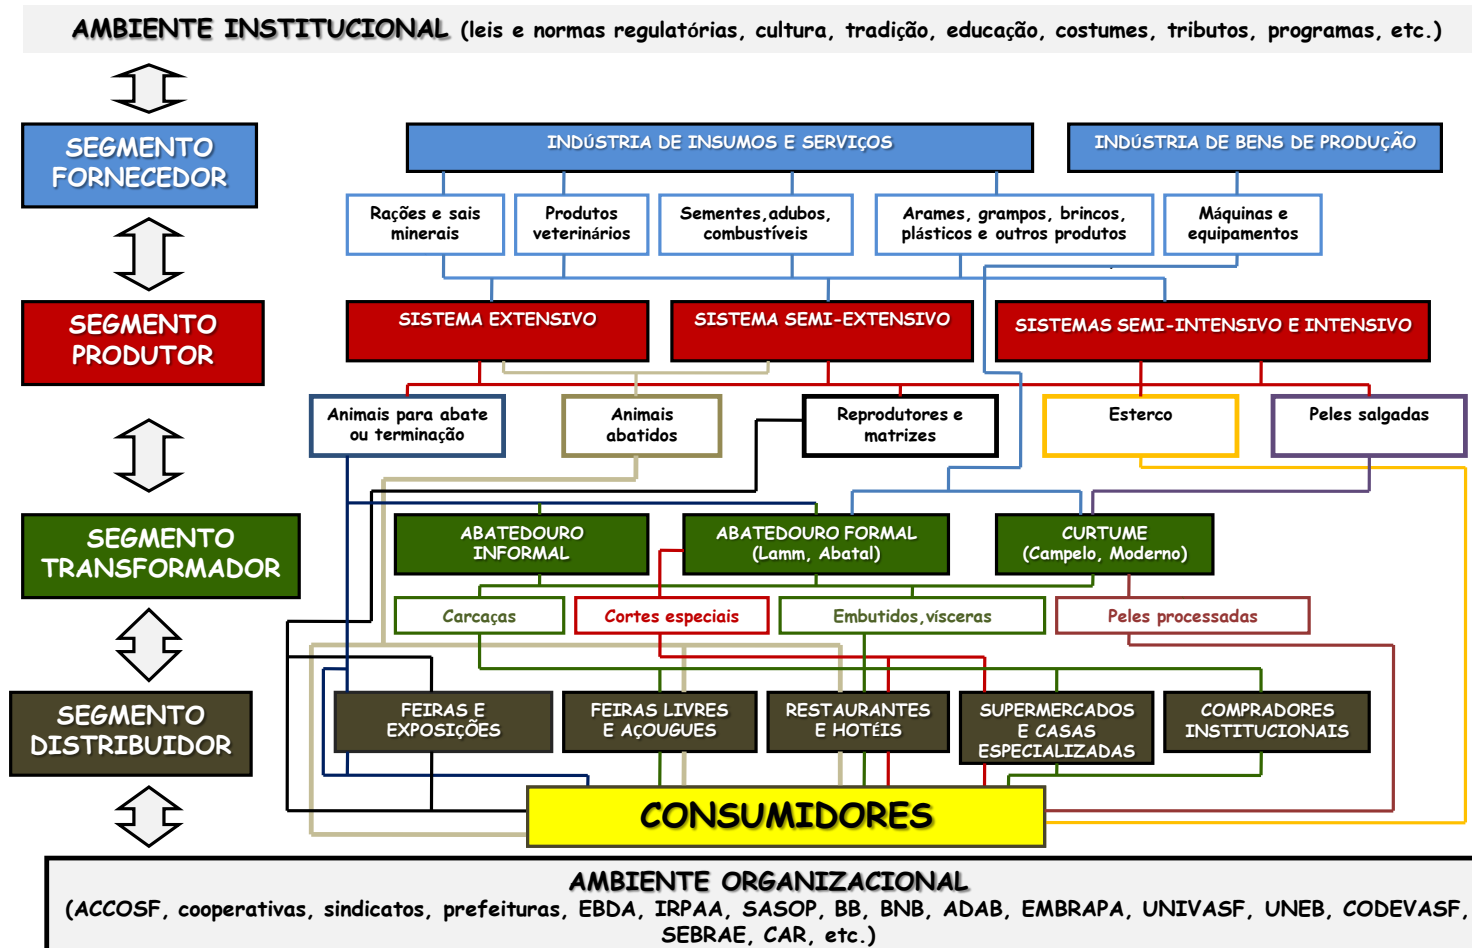 AMBIENTE INSTITUCIONAL (leis e normas regulatórias, cultura, tradição, educação, costumes, tributos, programas, etc.)
SEGMENTO
FORNECEDOR
INDÚSTRIA DE INSUMOS E SERVIÇOS
INDÚSTRIA DE BENS DE PRODUÇÃO
Rações e sais
minerais
Produtos
veterinários
Sementes,adubos,
combustíveis
Arames, grampos, brincos,
plásticos e outros produtos
Máquinas e
equipamentos
SEGMENTO
PRODUTOR
SISTEMA EXTENSIVO
SISTEMA SEMI-EXTENSIVO
SISTEMAS SEMI-INTENSIVO E INTENSIVO
Animais para abate
ou terminação
Animais
abatidos
Reprodutores e
matrizes
Esterco
Peles salgadas
SEGMENTO
TRANSFORMADOR
ABATEDOURO
INFORMAL
ABATEDOURO FORMAL
(Lamm, Abatal)
CURTUME
(Campelo, Moderno)
Carcaças
Cortes especiais
Embutidos,vísceras
Peles processadas
SEGMENTO
DISTRIBUIDOR
FEIRAS E
EXPOSIÇÕES
FEIRAS LIVRES
E AÇOUGUES
RESTAURANTES
E HOTÉIS
SUPERMERCADOS
E CASAS
ESPECIALIZADAS
COMPRADORES
INSTITUCIONAIS
CONSUMIDORES
AMBIENTE ORGANIZACIONAL
(ACCOSF, cooperativas, sindicatos, prefeituras, EBDA, IRPAA, SASOP, BB, BNB, ADAB, EMBRAPA, UNIVASF, UNEB, CODEVASF,
SEBRAE, CAR, etc.)